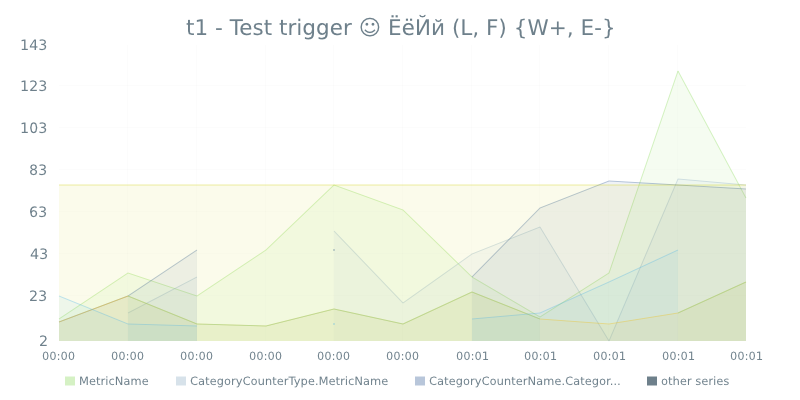 t1 - Test trigger ☺ ЁёЙй (L, F) {W+, E-}
143
123
103
83
63
43
23
2
00:00 00:00 00:00 00:00 00:00 00:00 00:01 00:01 00:01 00:01 00:01
MetricName CategoryCounterType.MetricName CategoryCounterName.Categor... other series